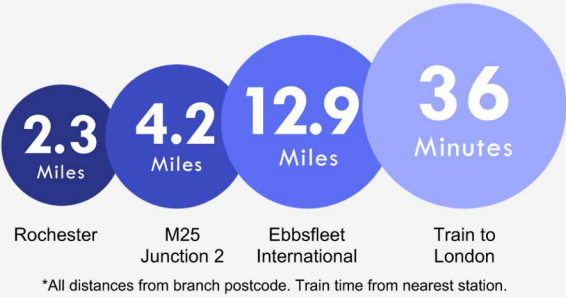 2.3
Miles
4.2
Miles
12.9
Miles
36
Minutes
Rochester
M25
Junction 2
Ebbsfleet
International
Train to
London
*All distances from branch postcode. Train time from nearest station.